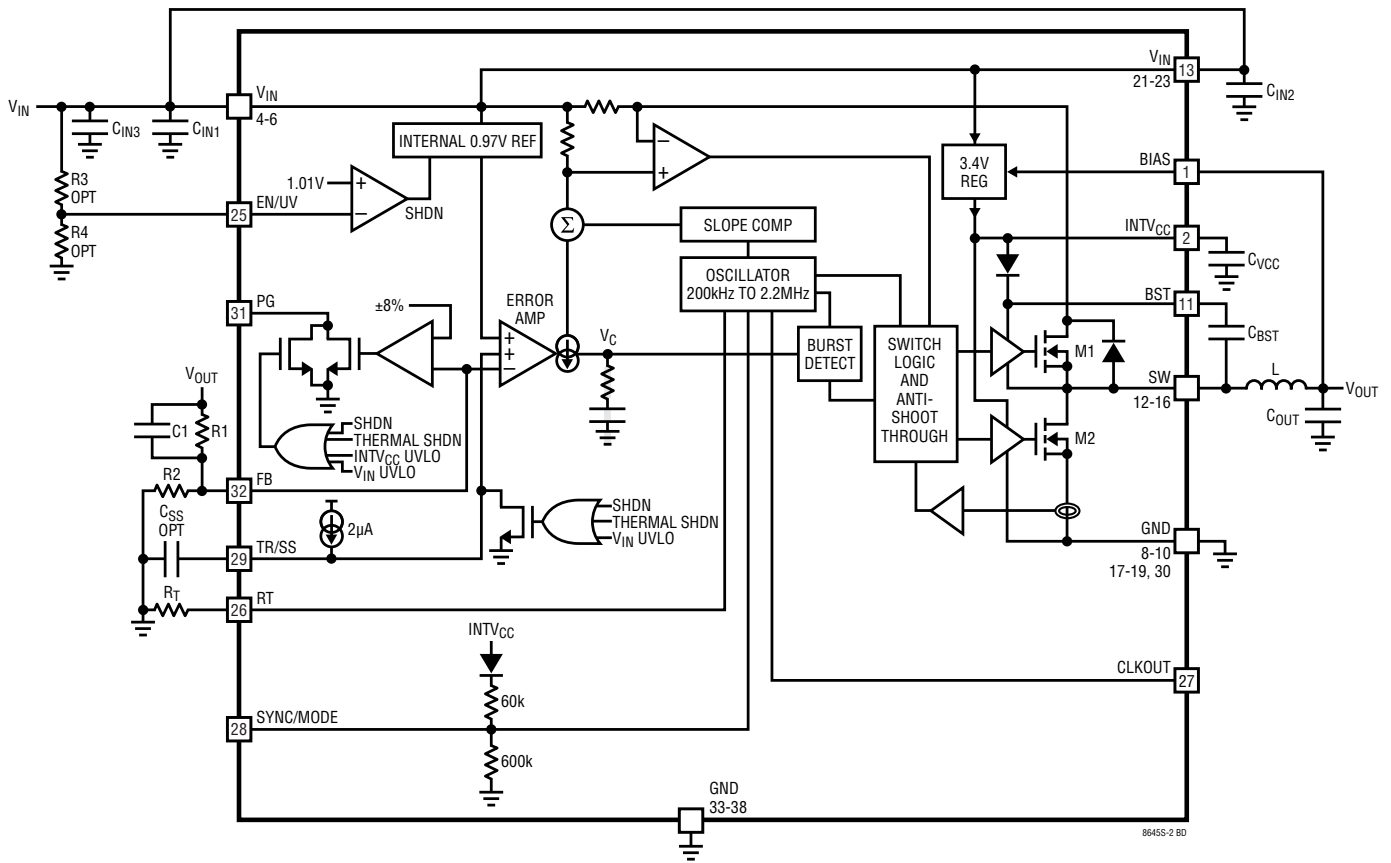 VIN
21-23
13
VIN
VIN
4-6
CIN3
CIN1
CIN2
INTERNAL 0.97V REF
−
+
3.4V
REG
BIAS
1
R3
OPT
1.01V
+
−
SHDN
EN/UV
25
R4
OPT
Σ
SLOPE COMP
INTVCC
2
CVCC
OSCILLATOR
200kHz TO 2.2MHz
BST
11
CBST
PG
31
±8%
ERROR
AMP
+
+
−
VC
BURST
DETECT
SWITCH
LOGIC
AND
ANTI-
SHOOT
THROUGH
M1
SW
12-16
L
VOUT
COUT
M2
VOUT
C1
R1
SHDN
THERMAL SHDN
INTVCC UVLO
VIN UVLO
R2
FB
32
CSS
OPT
2µA
SHDN
THERMAL SHDN
VIN UVLO
TR/SS
29
GND
8-10
17-19, 30
RT
RT
26
INTVCC
60k
CLKOUT
27
SYNC/MODE
28
600k
GND
33-38
8645S-2 BD